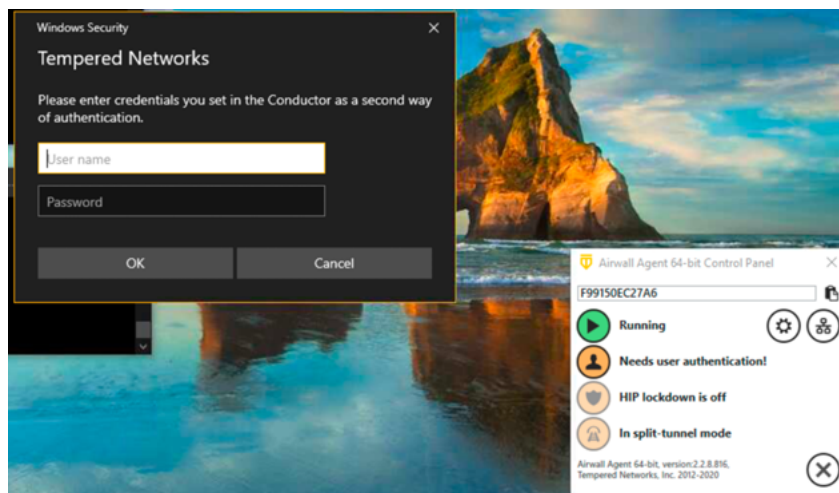 Windows Security
Tempered Networks
Please enter credentials you set in the Conductor as a second way
of authentication.
User name
Password
OK
Cancel
Airwall Agent 64-bit Control Panel
F99150EC27A6
Running
Needs user authentication!
HIP lockdown is off
In split-tunnel mode
Airwall Agent 64-bit, version:2.2.8.816,
Tempered Networks, Inc. 2012-2020